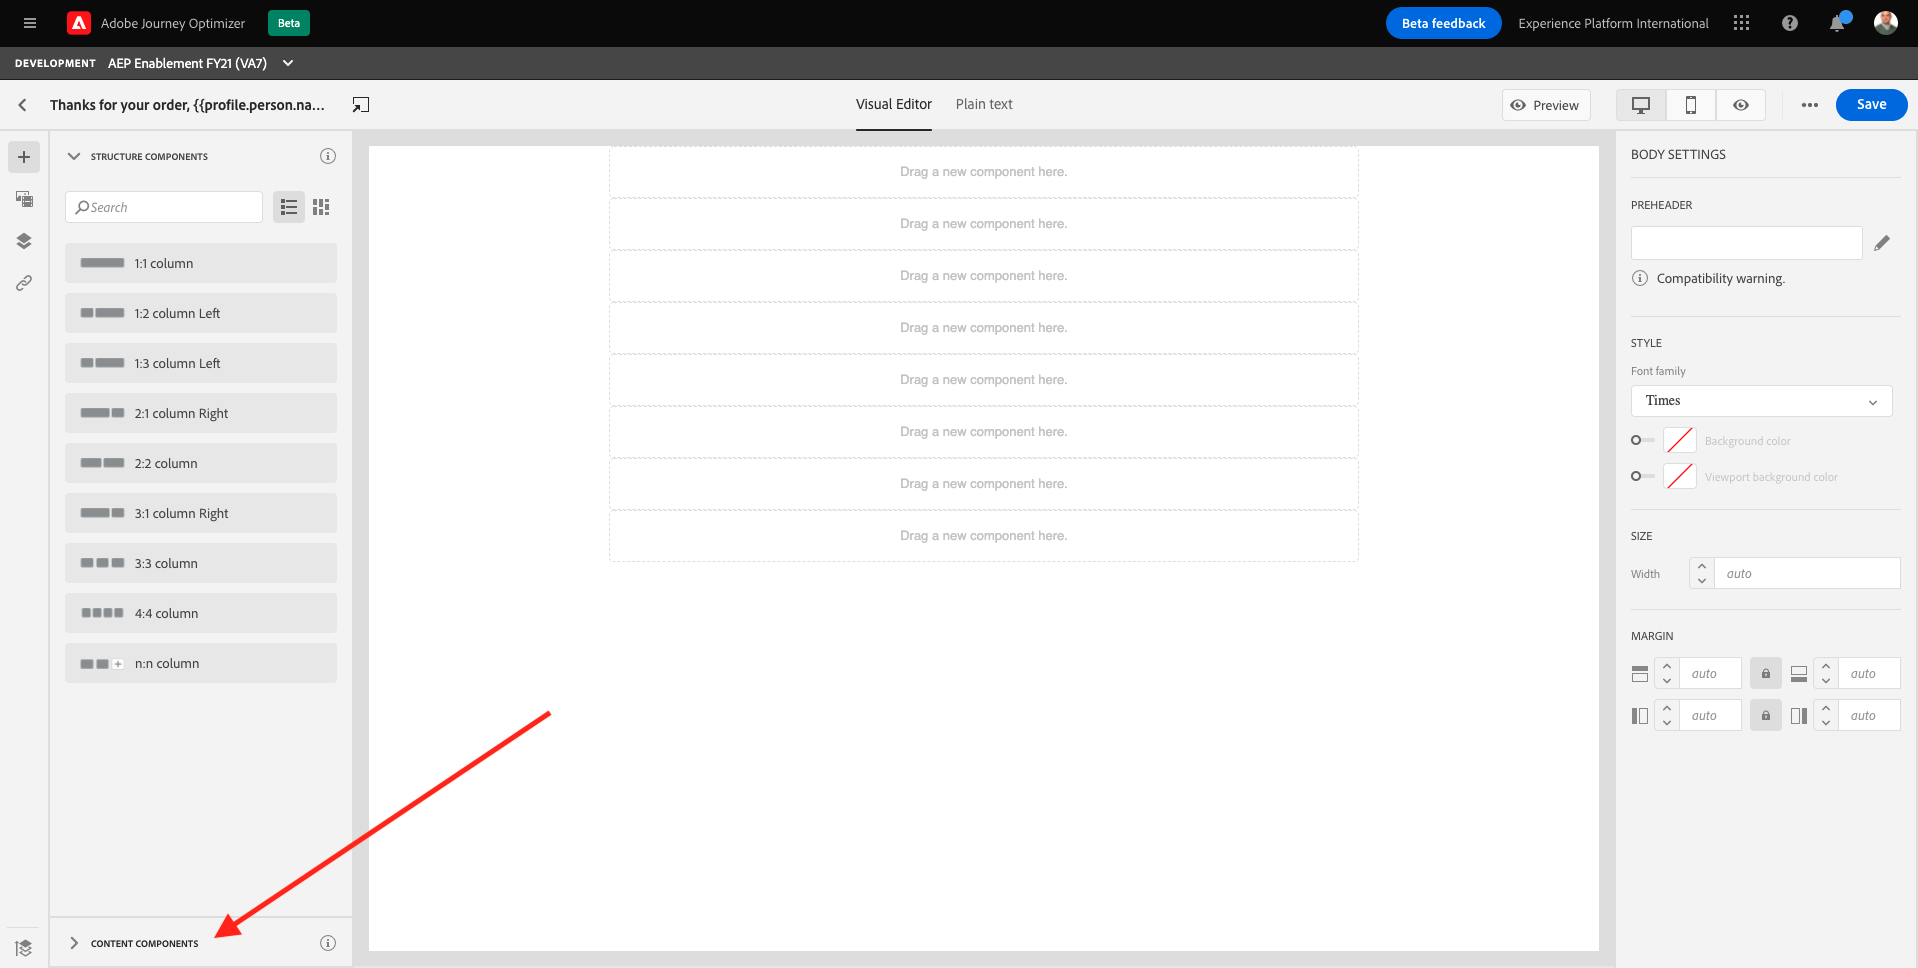 Adobe Journey Optimizer
Beta
Beta feedback
Experience Platform International
DEVELOPMENT
AEP Enablement FY21 (VA7)
Thanks for your order, {{profile.person.na...
Visual Editor
Plain text
Preview
Save
STRUCTURE COMPONENTS
Search
1:1 column
1:2 column Left
1:3 column Left
2:1 column Right
2:2 column
3:1 column Right
3:3 column
4:4 column
n:n column
CONTENT COMPONENTS
Drag a new component here.
Drag a new component here.
Drag a new component here.
Drag a new component here.
Drag a new component here.
Drag a new component here.
Drag a new component here.
Drag a new component here.
BODY SETTINGS
PREHEADER
Compatibility warning.
STYLE
Font family
Times
Background color
Viewport background color
SIZE
Width
auto
MARGIN
auto
auto
auto
auto